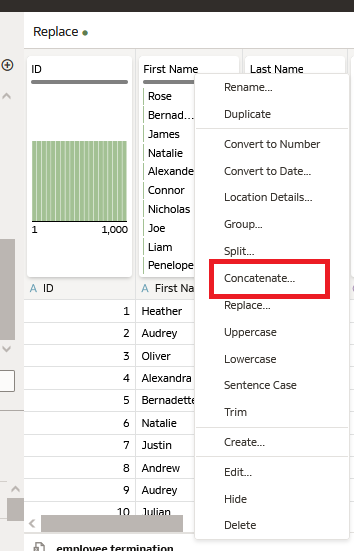 Replace
ID
First Name
Last Name
Rose
Bernad...
James
Natalie
Alexande
Connor
Nicholas
Joe
Liam
Penelope
1 1,000
Rename...
Duplicate
Convert to Number
Convert to Date...
Location Details...
Group...
Split...
Concatenate...
Replace...
Uppercase
Lowercase
Sentence Case
Trim
Create...
Edit...
Hide
Delete
A ID A First Na
1 Heather
2 Audrey
3 Oliver
4 Alexandra
5 Bernadette
6 Natalie
7 Justin
8 Andrew
9 Audrey
10 Julian
employee termination